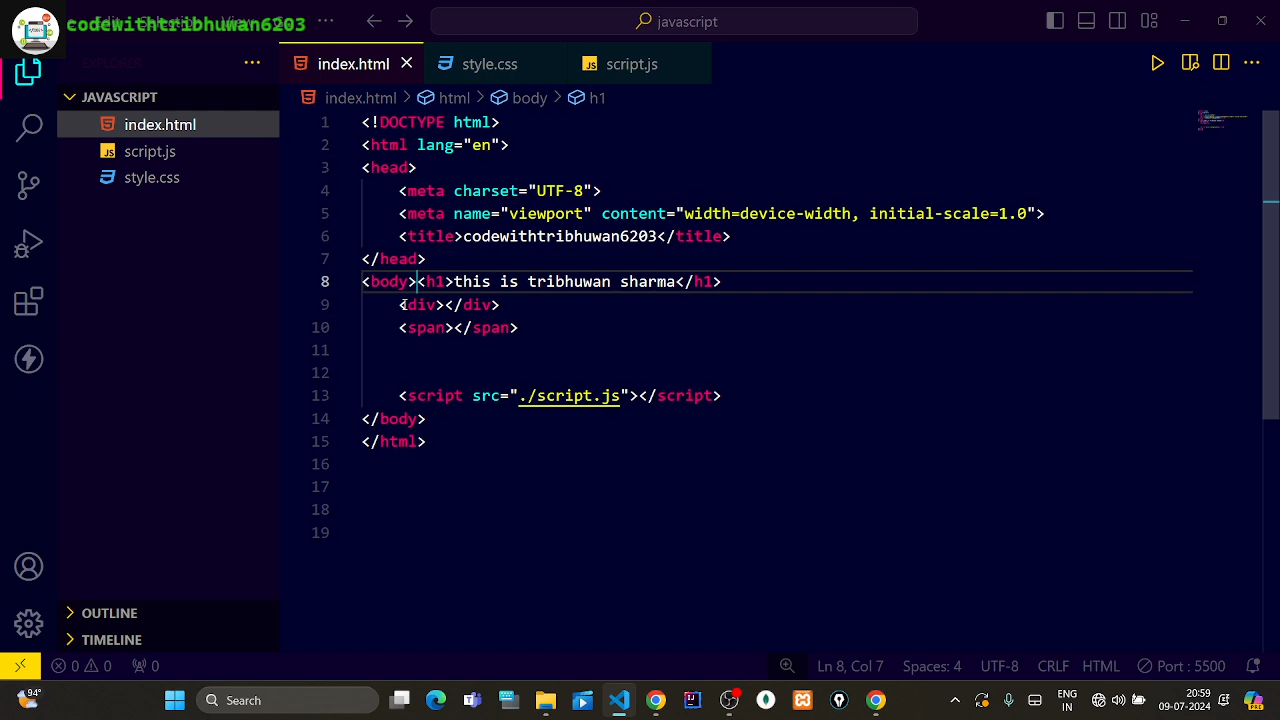 codewithtribhuwan6203
javascript
EXPLORER
index.html
style.css
script.js
JAVASCRIPT
index.html
script.js
style.css
index.html > html > body > h1
1 <!DOCTYPE html>
2 <html lang="en">
3 <head>
4 <meta charset="UTF-8">
5 <meta name="viewport" content="width=device-width, initial-scale=1.0">
6 <title>codewithtribhuwan6203</title>
7 </head>
8 <body><h1>this is tribhuwan sharma</h1>
9 <div></div>
10 <span></span>
11
12
13 <script src="./script.js"></script>
14 </body>
15 </html>
16
17
18
19
OUTLINE
TIMELINE
0 0 0
Ln 8, Col 7 Spaces: 4 UTF-8 CRLF HTML Port : 5500
94° Search ENG 20:59
IN 09-07-2024